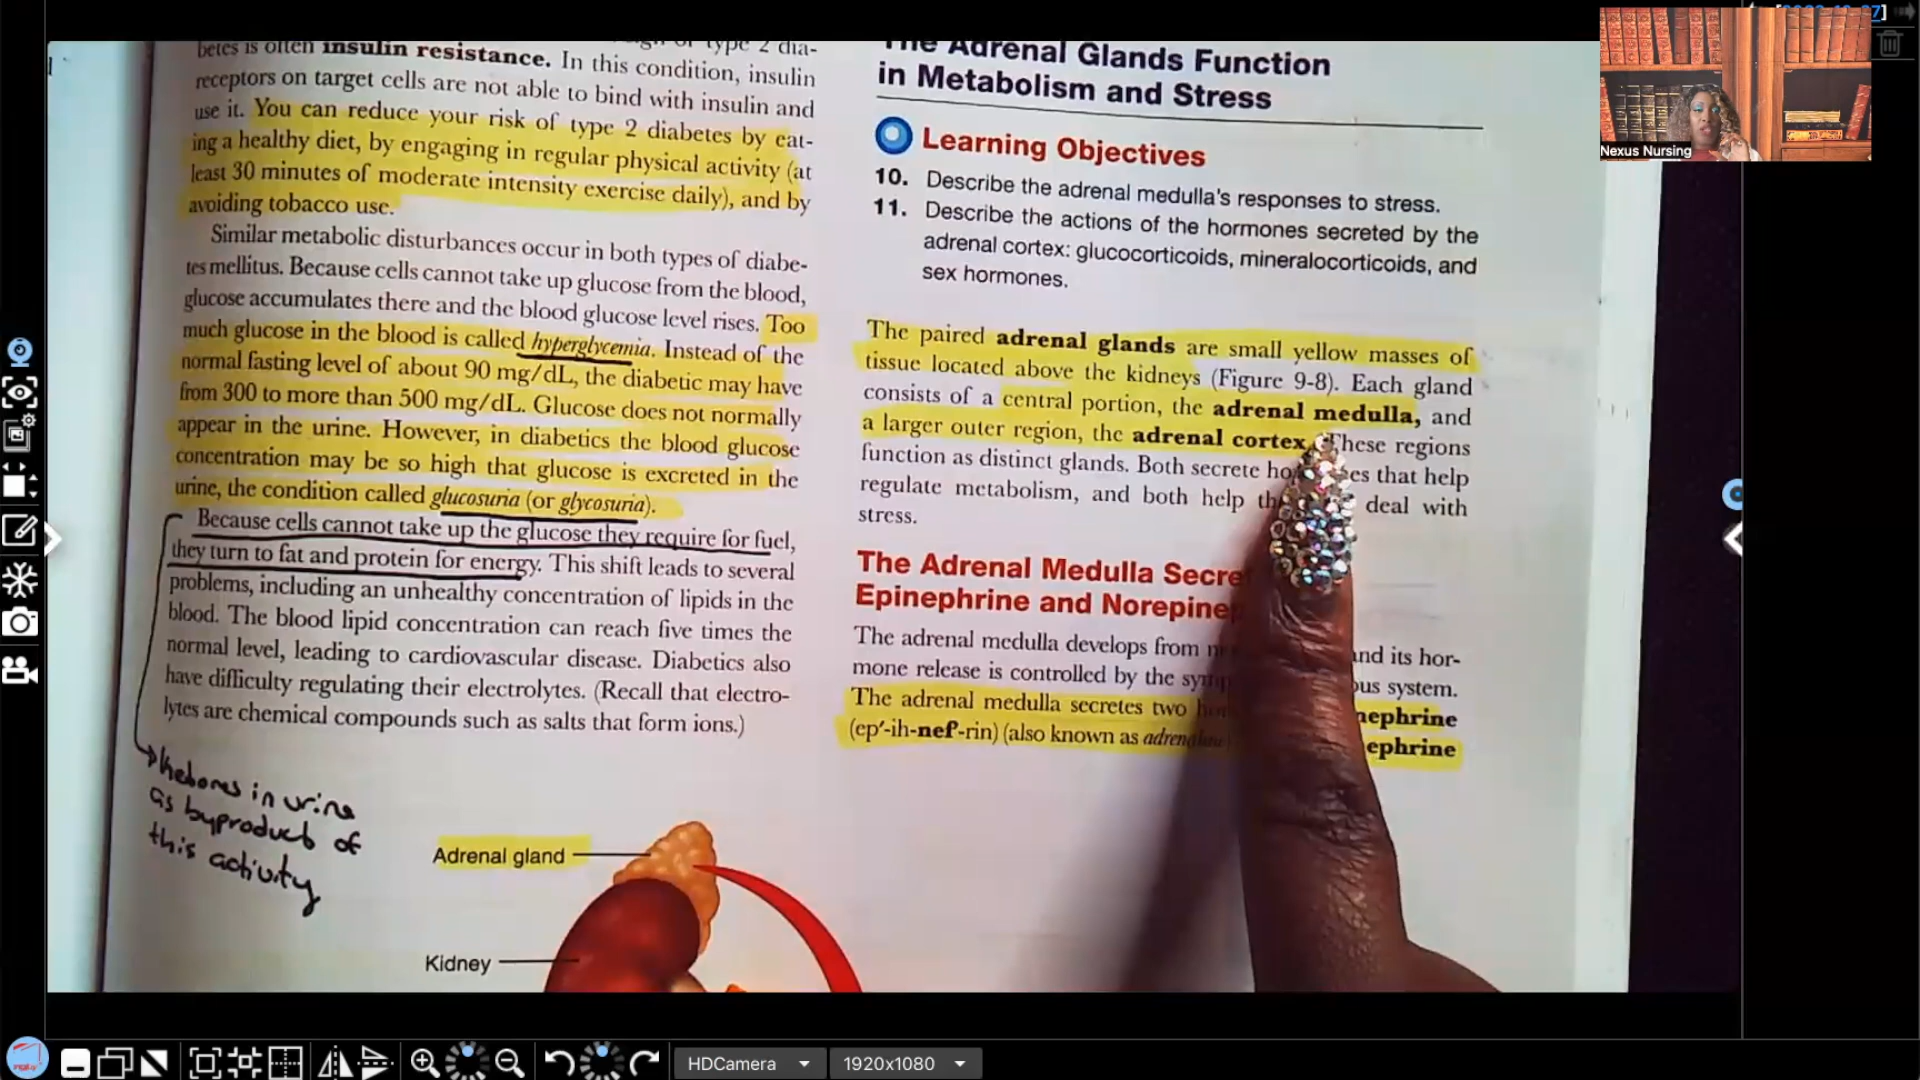 betes is often insulin resistance. In this condition, insulin
receptors on target cells are not able to bind with insulin and
use it. You can reduce your risk of type 2 diabetes by eat-
ing a healthy diet, by engaging in regular physical activity (at
least 30 minutes of moderate intensity exercise daily), and by
avoiding tobacco use.
Similar metabolic disturbances occur in both types of diabe-
tes mellitus. Because cells cannot take up glucose from the blood,
glucose accumulates there and the blood glucose level rises. Too
much glucose in the blood is called hyperglycemia. Instead of the
normal fasting level of about 90 mg/dL, the diabetic may have
from 300 to more than 500 mg/dL. Glucose does not normally
appear in the urine. However, in diabetics the blood glucose
concentration may be so high that glucose is excreted in the
urine, the condition called glucosuria (or glycosuria).
Because cells cannot take up the glucose they require for fuel,
they turn to fat and protein for energy. This shift leads to several
problems, including an unhealthy concentration of lipids in the
blood. The blood lipid concentration can reach five times the
normal level, leading to cardiovascular disease. Diabetics also
have difficulty regulating their electrolytes. (Recall that electro-
lytes are chemical compounds such as salts that form ions.)
Ketones in urine
as byproduct of
this activity
Adrenal gland
Kidney
The Adrenal Glands Function
in Metabolism and Stress
Learning Objectives
10. Describe the adrenal medulla's responses to stress.
11. Describe the actions of the hormones secreted by the
adrenal cortex: glucocorticoids, mineralocorticoids, and
sex hormones.
The paired adrenal glands are small yellow masses of
tissue located above the kidneys (Figure 9-8). Each gland
consists of a central portion, the adrenal medulla, and
a larger outer region, the adrenal cortex. These regions
function as distinct glands. Both secrete that help
regulate metabolism, and both help deal with
stress.
The Adrenal Medulla
Epinephrine and
The adrenal medulla develops from and its hor-
mone release is controlled by the system.
The adrenal medulla secretes two
(ep′-ih-nef-rin) (also known as
Nexus Nursing
HDCamera
1920x1080